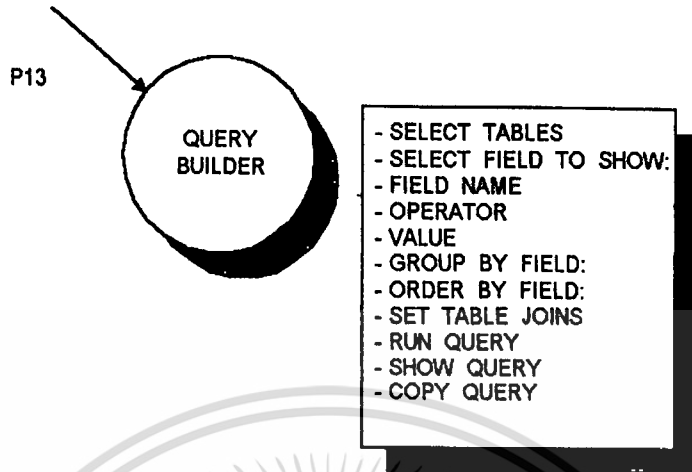 P13
QUERY
BUILDER
- SELECT TABLES
- SELECT FIELD TO SHOW:
- FIELD NAME
- OPERATOR
- VALUE
- GROUP BY FIELD:
- ORDER BY FIELD:
- SET TABLE JOINS
- RUN QUERY
- SHOW QUERY
- COPY QUERY